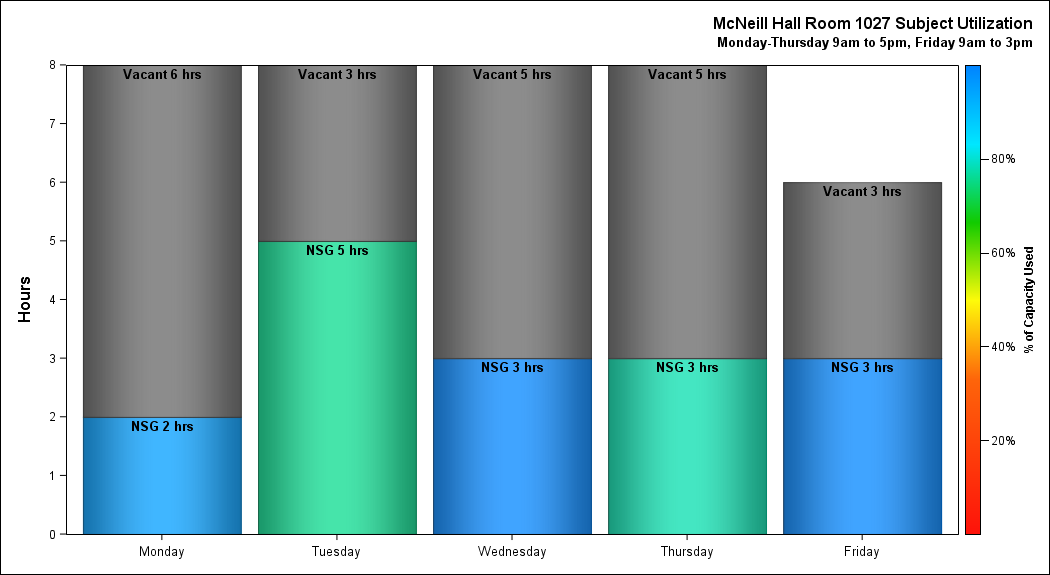 McNeill Hall Room 1027 Subject Utilization
Monday-Thursday 9am to 5pm, Friday 9am to 3pm
8
7
6
5
4
3
2
1
0
Hours
Vacant 6 hrs
NSG 2 hrs
Vacant 3 hrs
NSG 5 hrs
Vacant 5 hrs
NSG 3 hrs
Vacant 5 hrs
NSG 3 hrs
Vacant 3 hrs
NSG 3 hrs
Monday
Tuesday
Wednesday
Thursday
Friday
80%
60%
40%
20%
% of Capacity Used